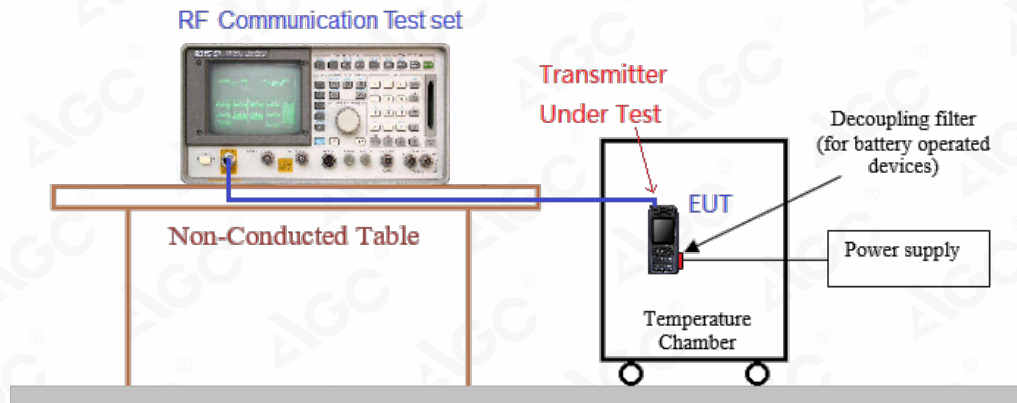 RF Communication Test set
Transmitter
Under Test
Decoupling filter
(for battery operated
devices)
EUT
Non-Conducted Table
Power supply
Temperature
Chamber
AGC